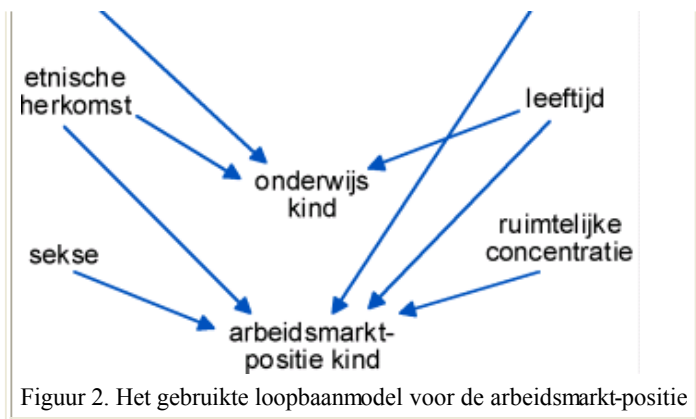 etnische
herkomst
leeftijd
onderwijs
kind
ruimtelijke
concentratie
sekse
arbeidsmarkt-
positie kind
Figuur 2. Het gebruikte loopbaanmodel voor de arbeidsmarkt-positie